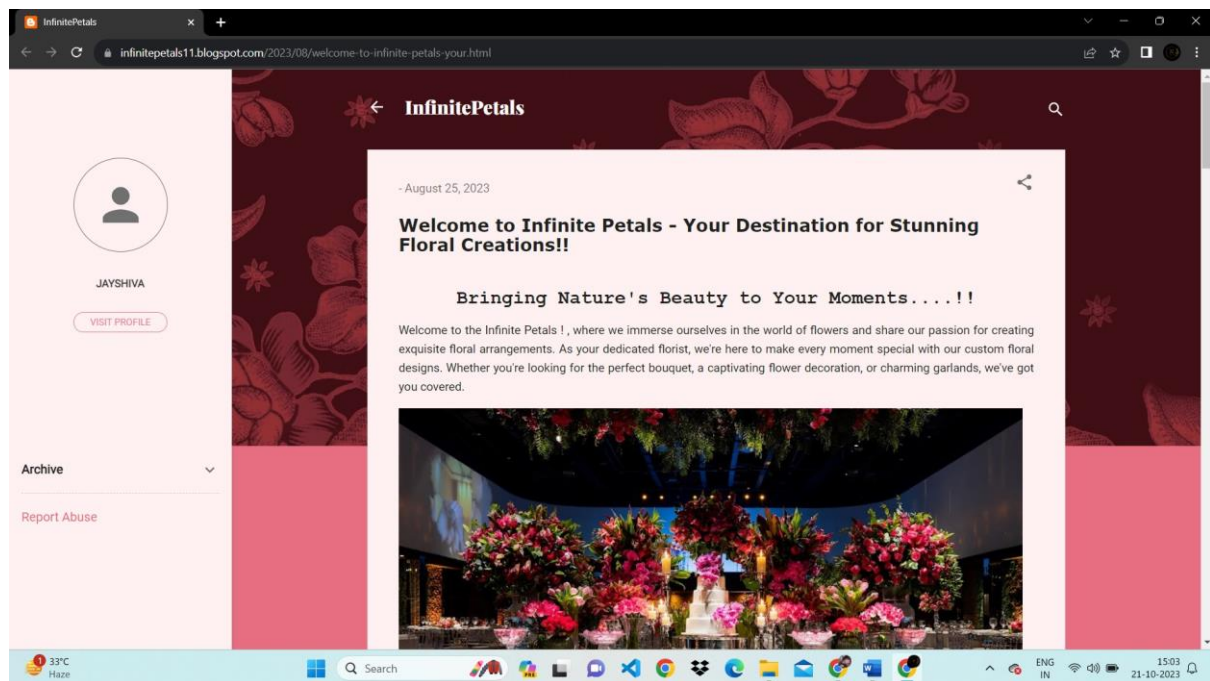 InfinitePetals
infinitepetals11.blogspot.com/2023/08/welcome-to-infinite-petals-your.html
InfinitePetals
JAYSHIVA
VISIT PROFILE
Archive
Report Abuse
- August 25, 2023
Welcome to Infinite Petals - Your Destination for Stunning
Floral Creations!!
Bringing Nature's Beauty to Your Moments....!!
Welcome to the Infinite Petals ! , where we immerse ourselves in the world of flowers and share our passion for creating
exquisite floral arrangements. As your dedicated florist, we're here to make every moment special with our custom floral
designs. Whether you're looking for the perfect bouquet, a captivating flower decoration, or charming garlands, we've got
you covered.
1
33°C
Haze
Search
PRE
ENG
IN
15:03
21-10-2023